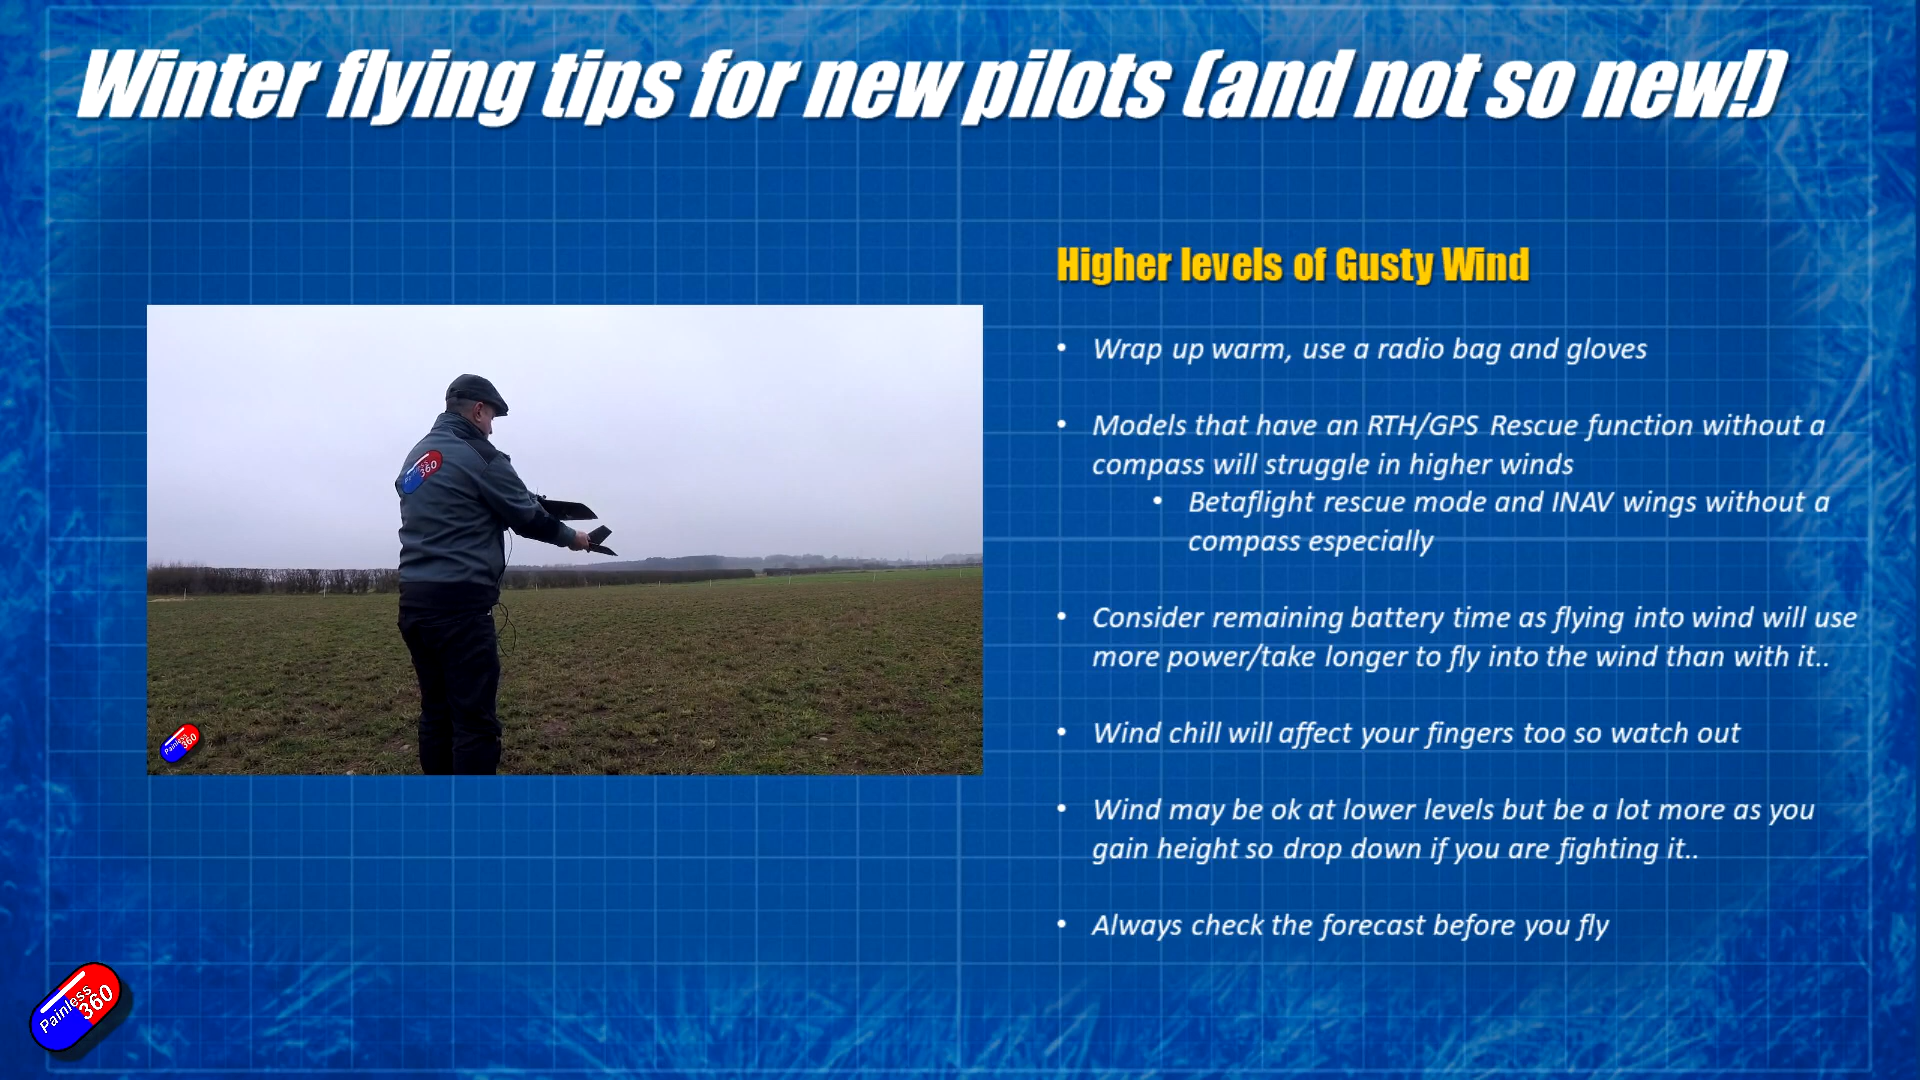 Winter flying tips for new pilots (and not so new!)
Higher levels of Gusty Wind
• Wrap up warm, use a radio bag and gloves
• Models that have an RTH/GPS Rescue function without a
compass will struggle in higher winds
• Betaflight rescue mode and INAV wings without a
compass especially
• Consider remaining battery time as flying into wind will use
more power/take longer to fly into the wind than with it..
• Wind chill will affect your fingers too so watch out
• Wind may be ok at lower levels but be a lot more as you
gain height so drop down if you are fighting it..
• Always check the forecast before you fly
Painless
360
Painless
360
Painless
360